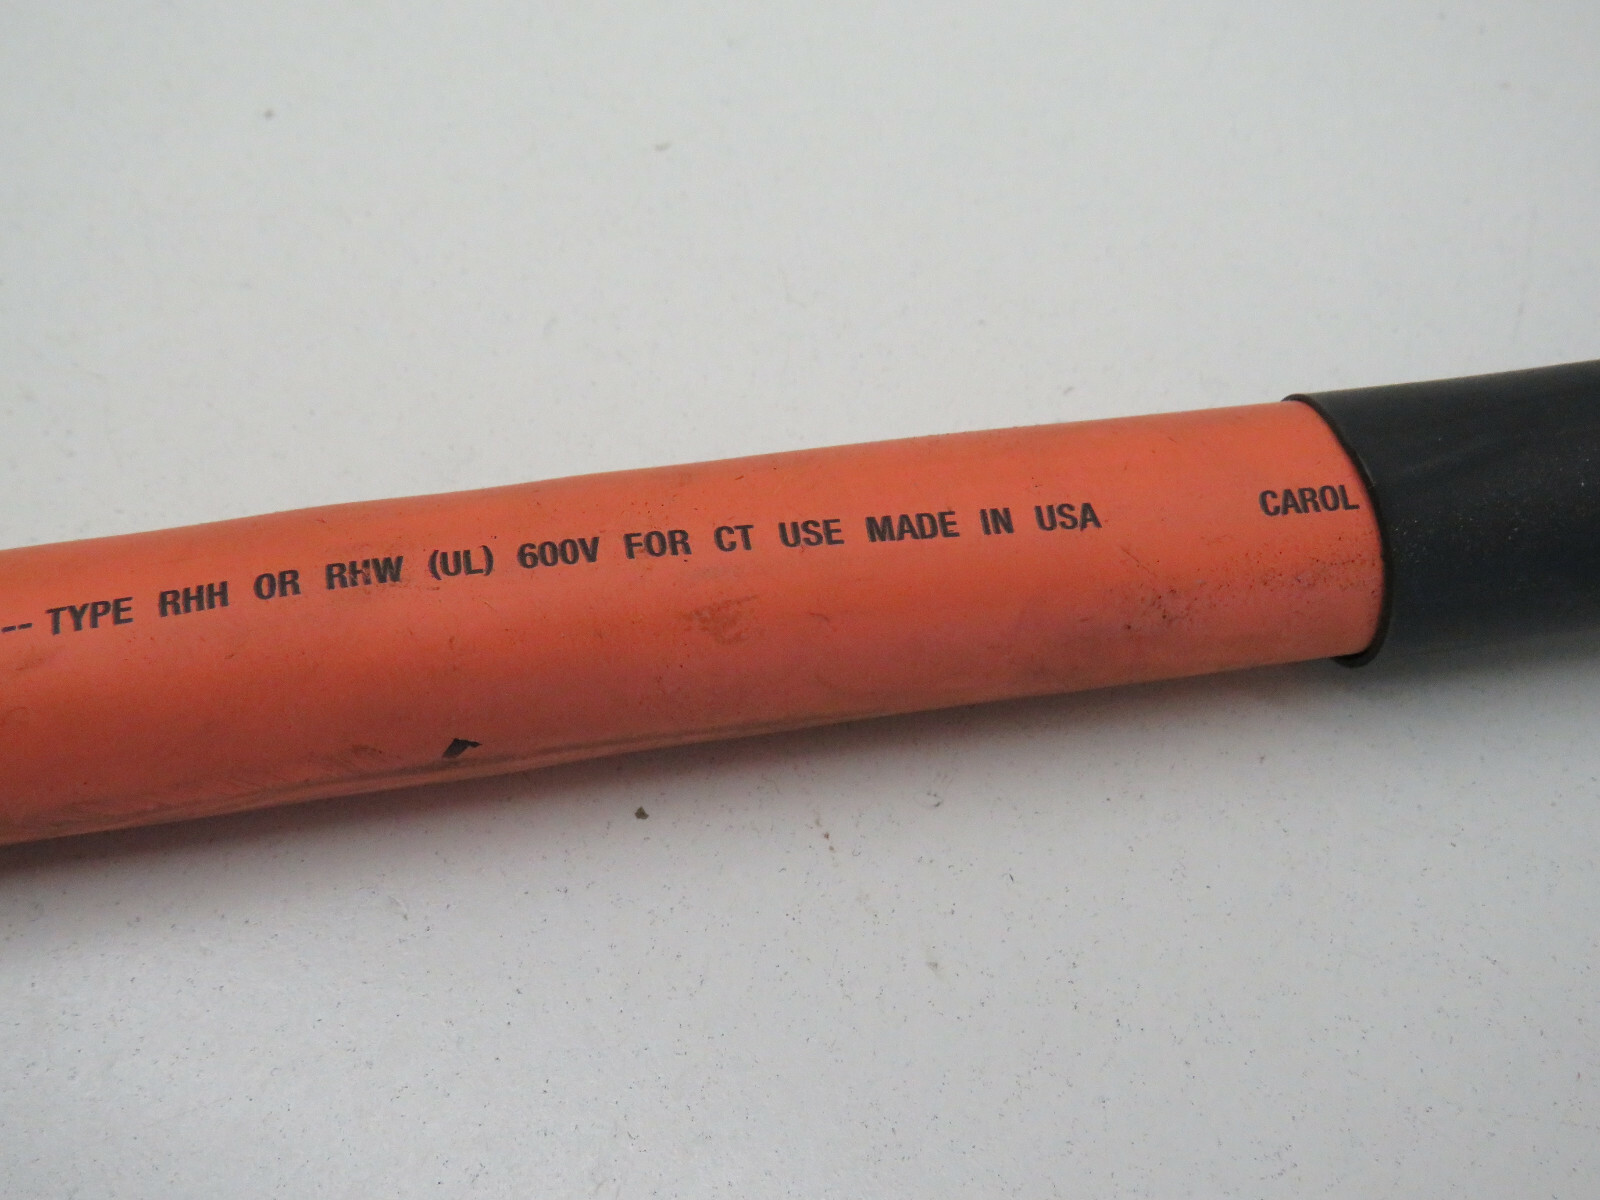 -- TYPE RHH OR RHW (UL) 600V FOR CT USE MADE IN USA CAROL